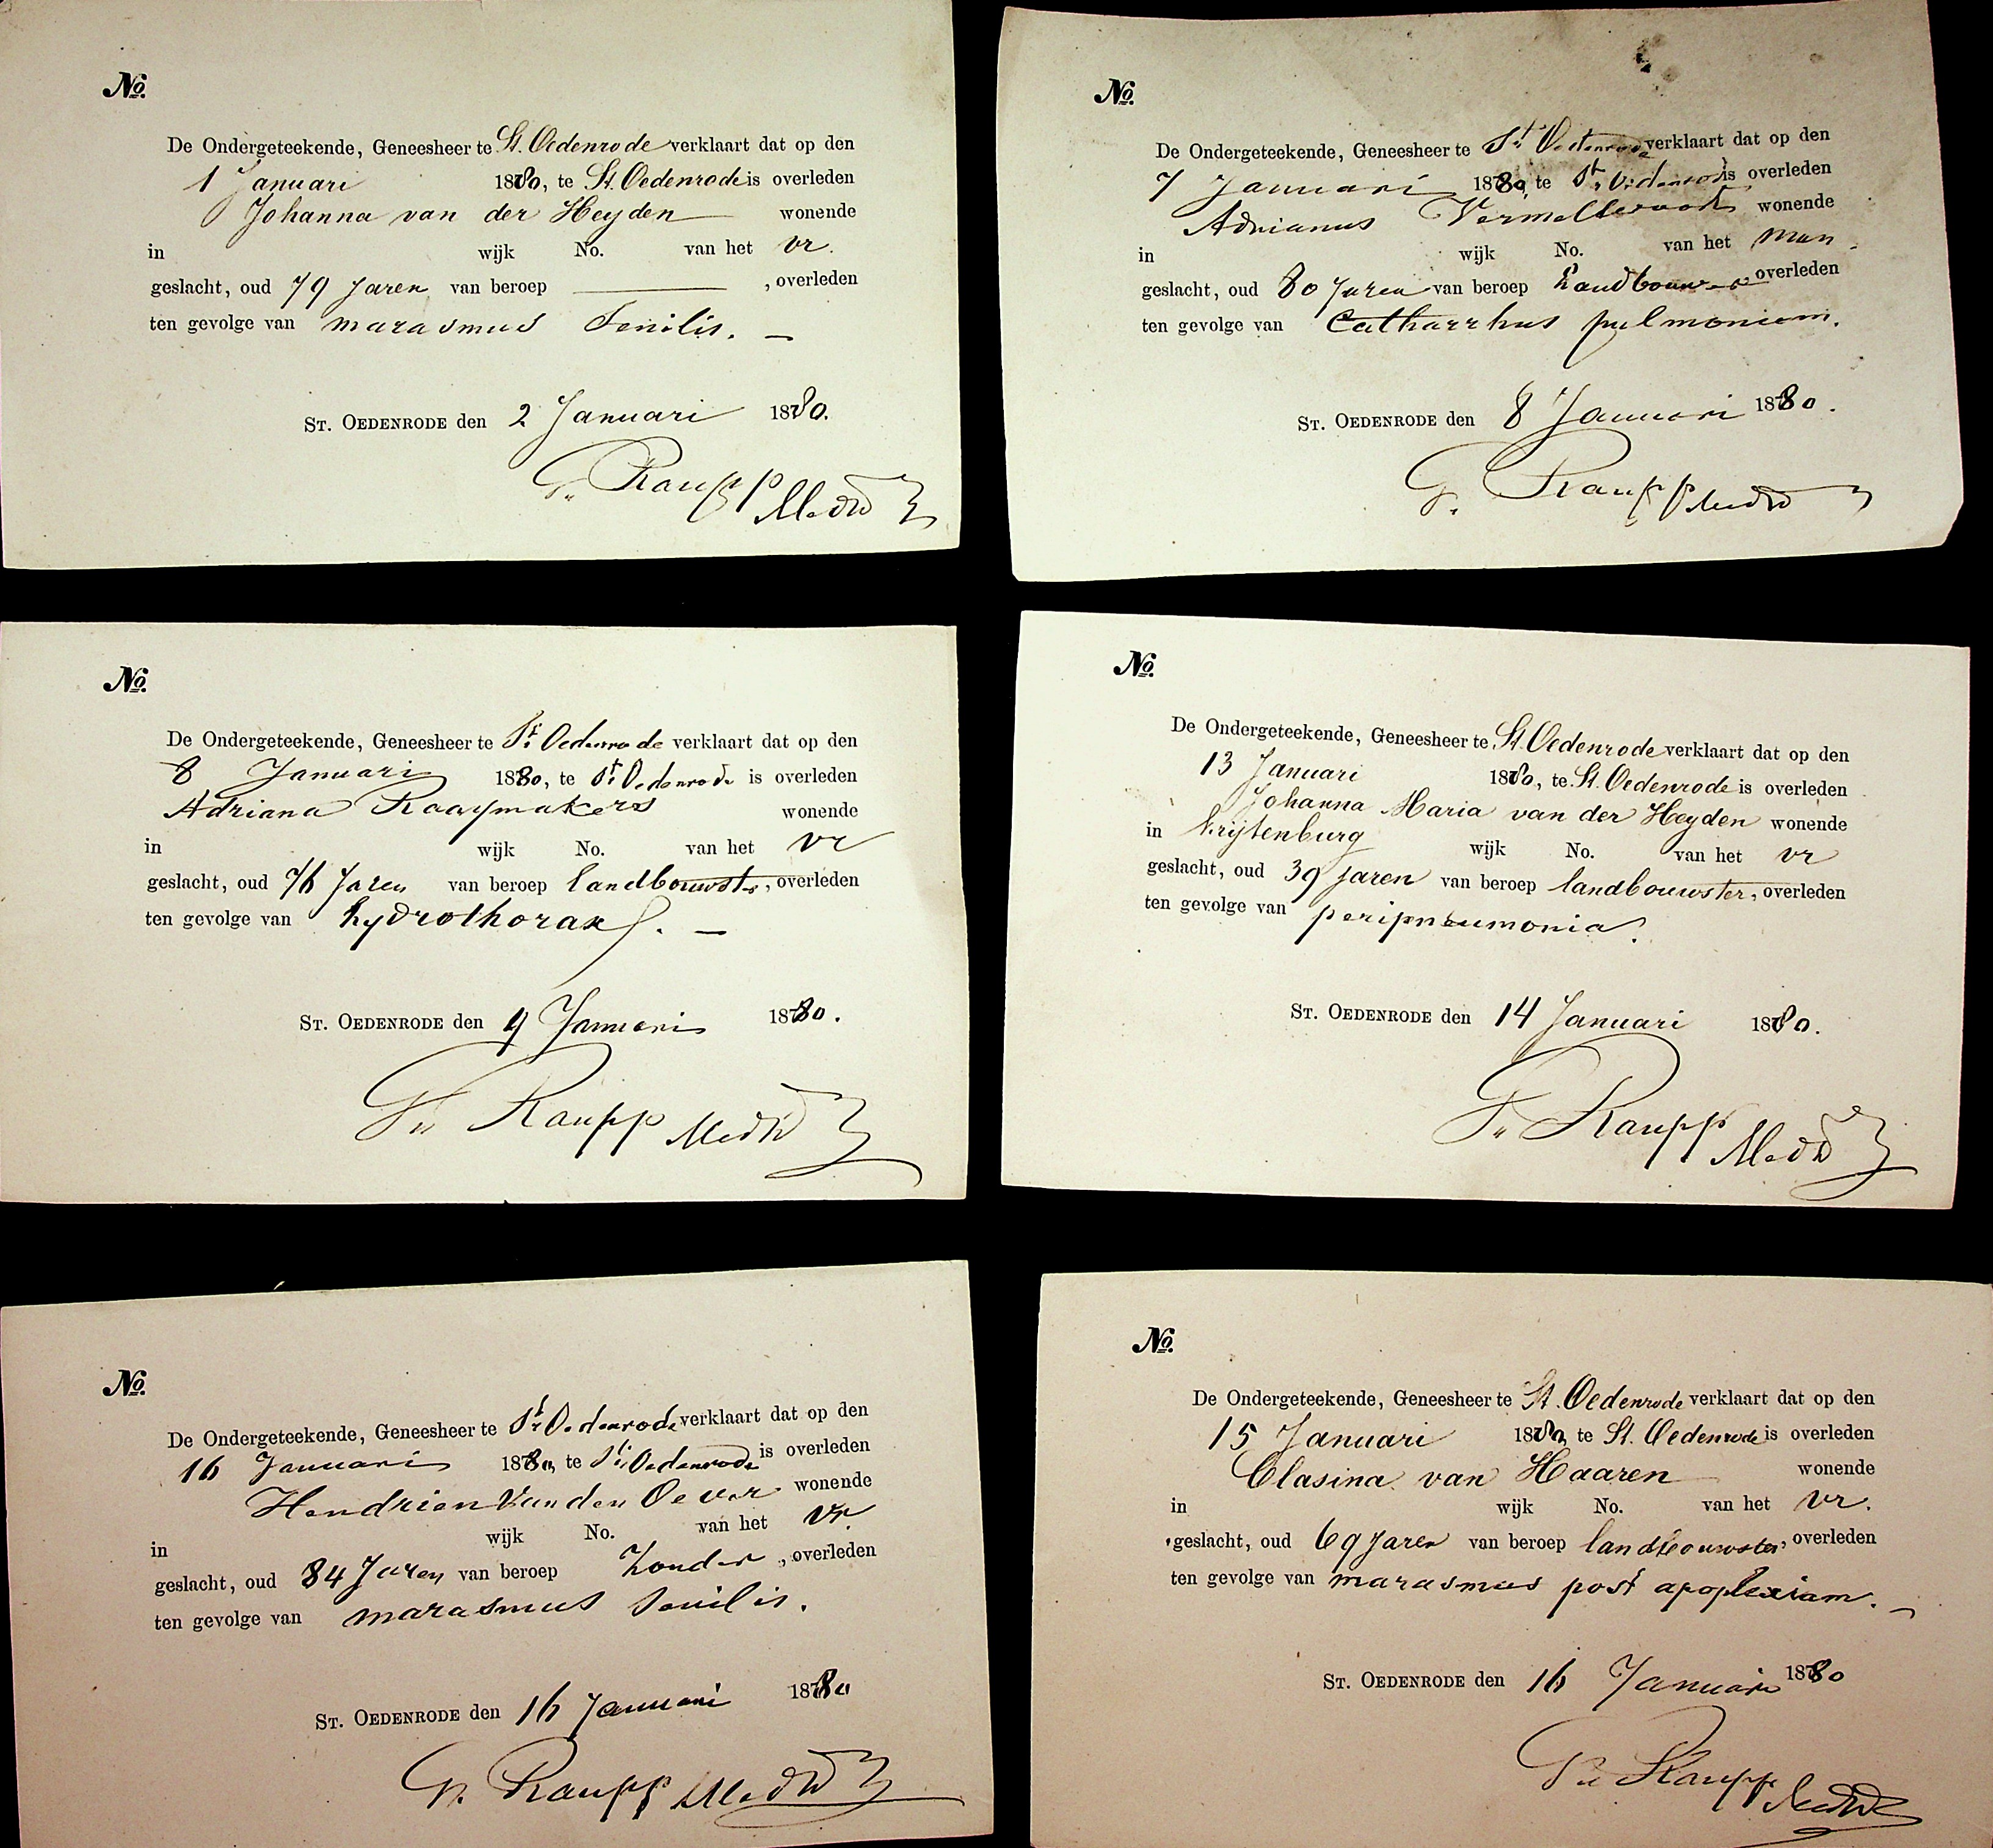 No.
De Ondergeteekende, Geneesheer te St. Oedenrode verklaart dat op den
1 Januari 1880, te St. Oedenrode is overleden
Johanna van der Heyden wonende
in wijk No. van het vr.
geslacht, oud 79 Jaren van beroep ———, overleden
ten gevolge van marasmus senilis. —
St. Oedenrode den 2 Januari 1880.
Fr. Raupp Med D
No.
De Ondergeteekende, Geneesheer te St. Oedenrode verklaart dat op den
7 Januari 1880, te St. Oedenrode is overleden
Adrianus wonende
in wijk No. van het man
geslacht, oud 80 Jaren van beroep Landbouwer overleden
ten gevolge van Catharrhus pulmonum.
St. Oedenrode den 8 Januari 1880.
Fr. Raupp Med D
No.
De Ondergeteekende, Geneesheer te St. Oedenrode verklaart dat op den
8 Januari 1880, te St. Oedenrode is overleden
Adriana Raaymakers wonende
in wijk No. van het vr
geslacht, oud 76 Jaren van beroep landbouwster, overleden
ten gevolge van hydrothorax. —
St. Oedenrode den 9 Januari 1880.
Fr. Raupp Med D
No.
De Ondergeteekende, Geneesheer te St. Oedenrode verklaart dat op den
13 Januari 1880, te St. Oedenrode is overleden
Johanna Maria van der Heyden wonende
in Krijtenburg wijk No. van het vr
geslacht, oud 39 jaren van beroep landbouwster, overleden
ten gevolge van peripneumonia.
St. Oedenrode den 14 Januari 1880.
Fr. Raupp Med D
No.
De Ondergeteekende, Geneesheer te St. Oedenrode verklaart dat op den
16 Januari 1880, te St. Oedenrode is overleden
Hendrien van den Oever wonende
in wijk No. van het vr.
geslacht, oud 84 Jaren van beroep Zonder, overleden
ten gevolge van marasmus senilis.
St. Oedenrode den 16 Januari 1880
Fr. Raupp Med D
No.
De Ondergeteekende, Geneesheer te St. Oedenrode verklaart dat op den
15 Januari 1880, te St. Oedenrode is overleden
Clasina van Haaren wonende
in wijk No. van het vr.
geslacht, oud 69 Jaren van beroep landbouwster, overleden
ten gevolge van marasmus post apoplexiam. —
St. Oedenrode den 16 Januari 1880
Fr. Raupp Med D